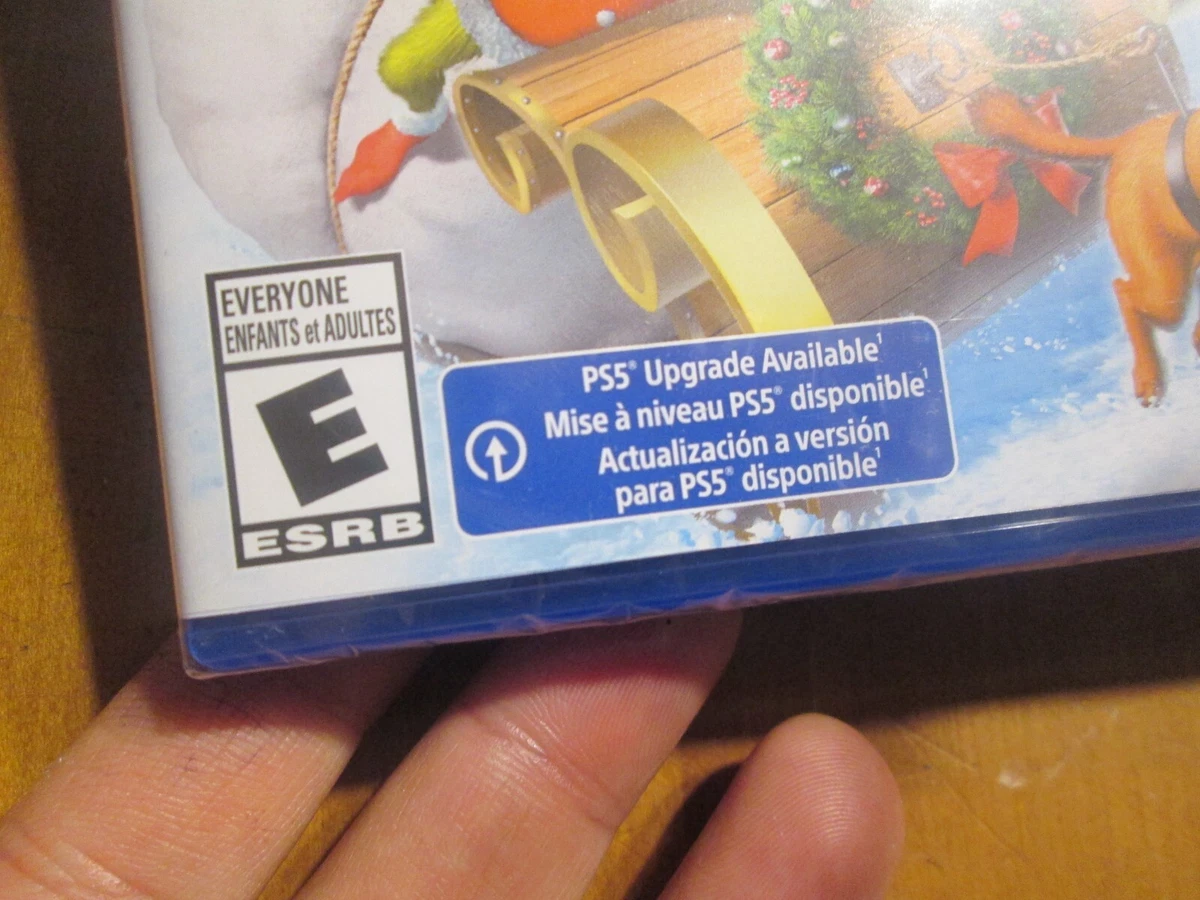 EVERYONE
ENFANTS et ADULTES
E
ESRB
PS5® Upgrade Available¹
Mise à niveau PS5® disponible¹
Actualización a versión
para PS5® disponible¹